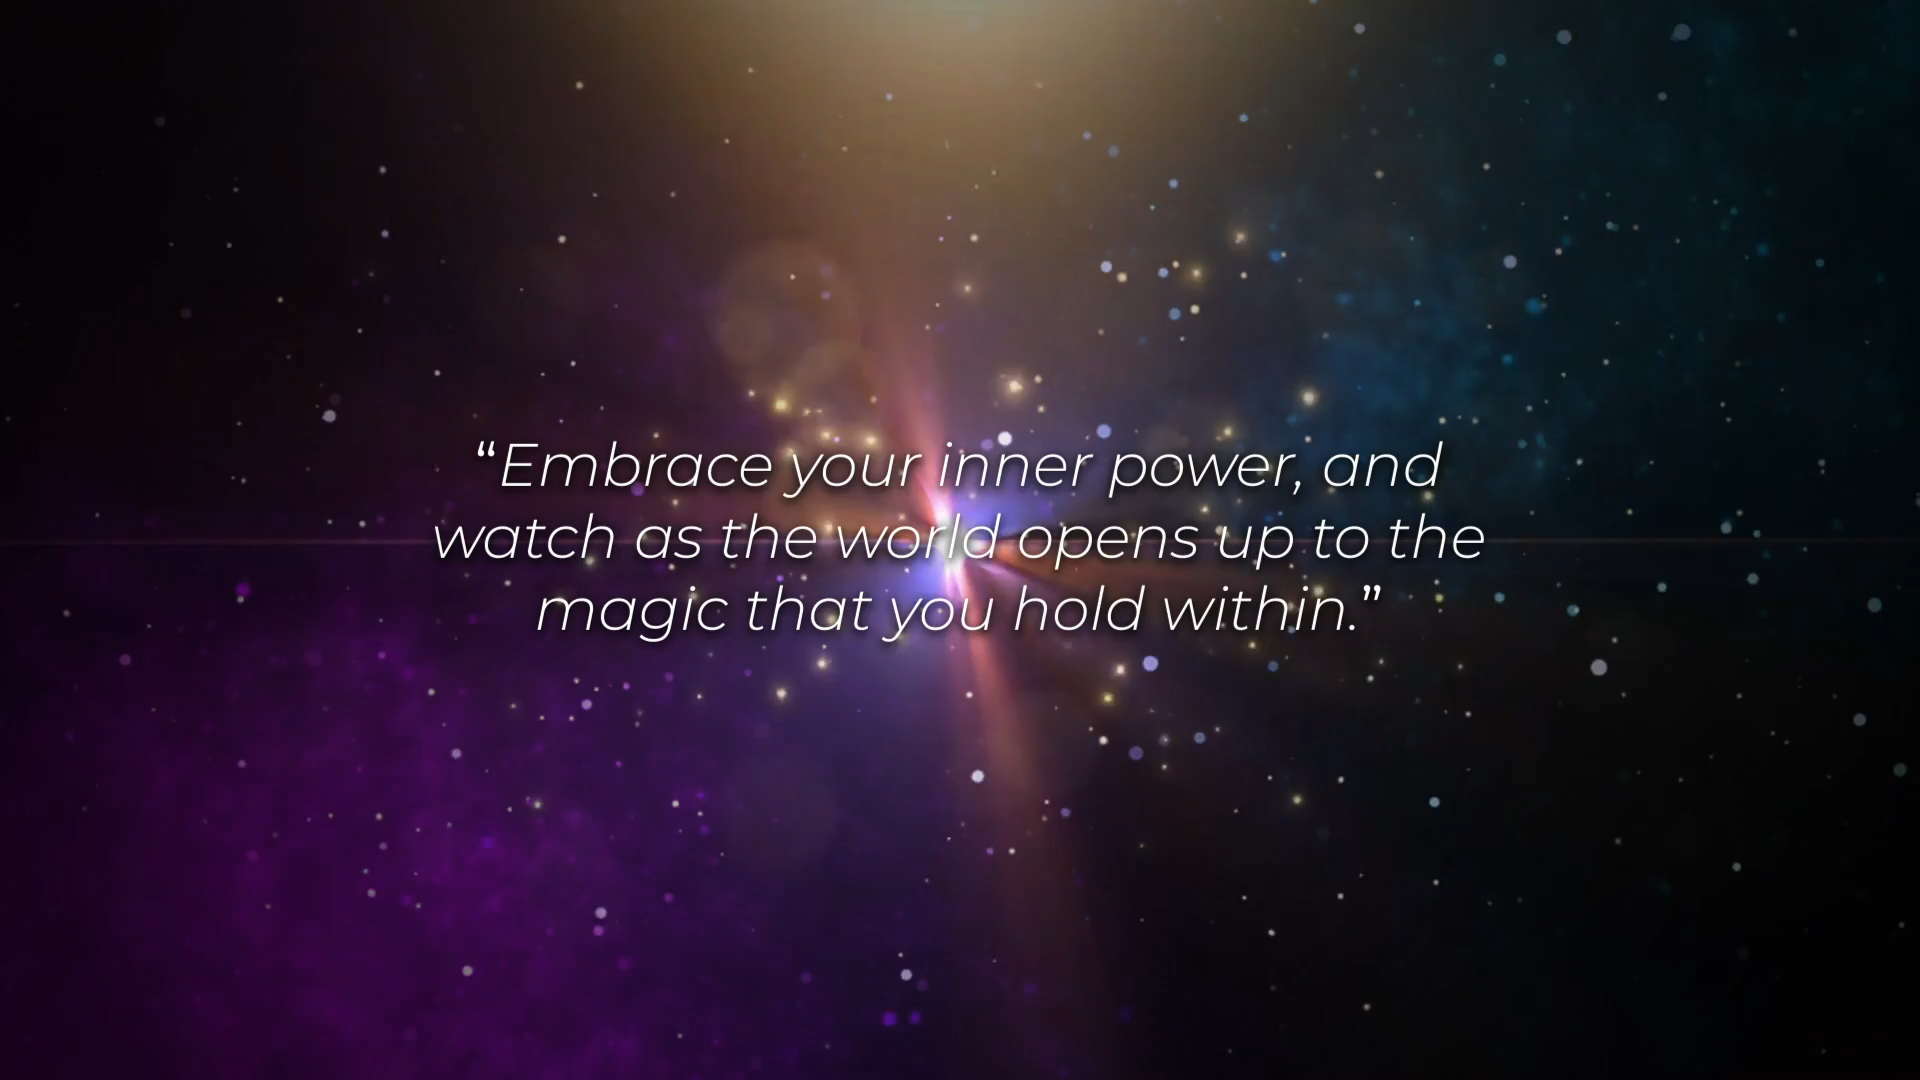 “Embrace your inner power, and
watch as the world opens up to the
magic that you hold within.”